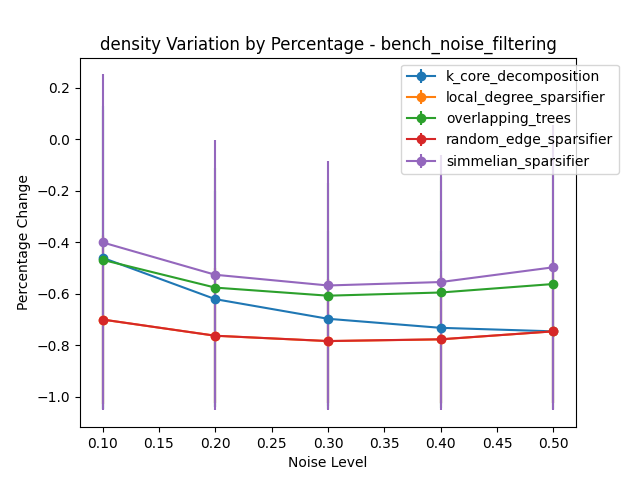 density Variation by Percentage - bench_noise_filtering
k_core_decomposition
local_degree_sparsifier
overlapping_trees
random_edge_sparsifier
simmelian_sparsifier
Percentage Change
0.2
0.0
−0.2
−0.4
−0.6
−0.8
−1.0
0.10 0.15 0.20 0.25 0.30 0.35 0.40 0.45 0.50
Noise Level